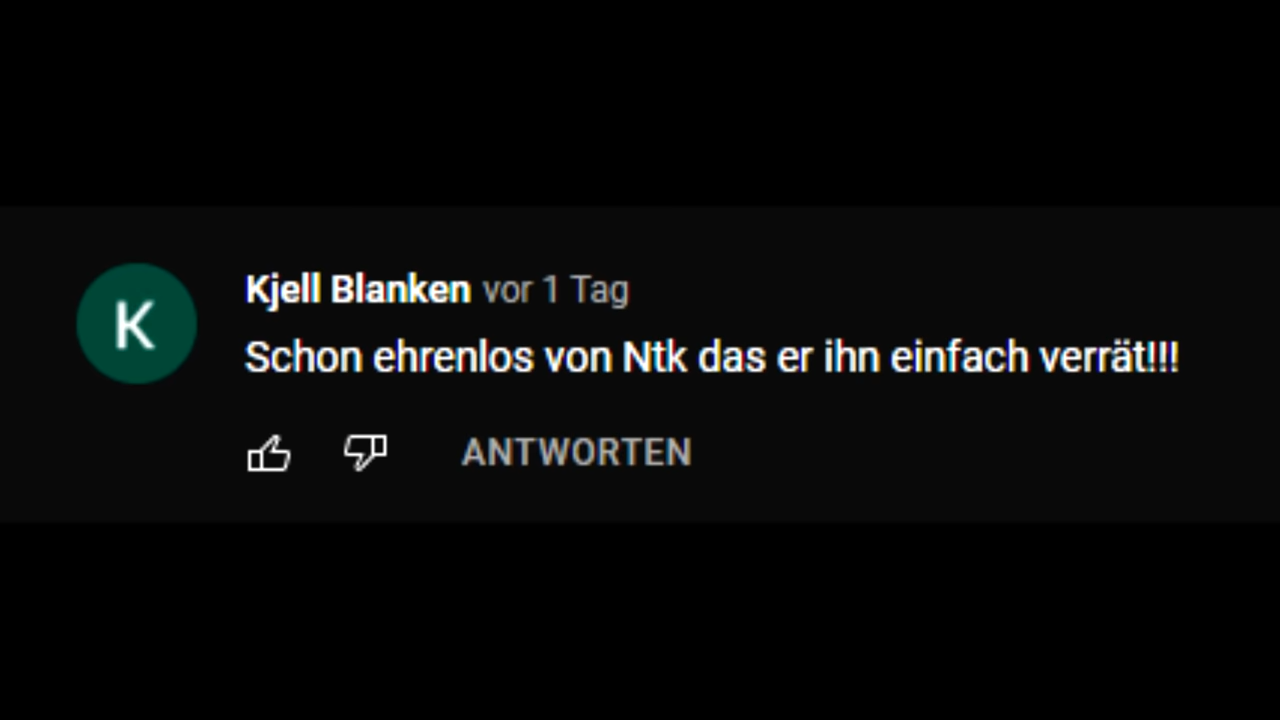 K
Kjell Blanken vor 1 Tag
Schon ehrenlos von Ntk das er ihn einfach verrät!!!
ANTWORTEN